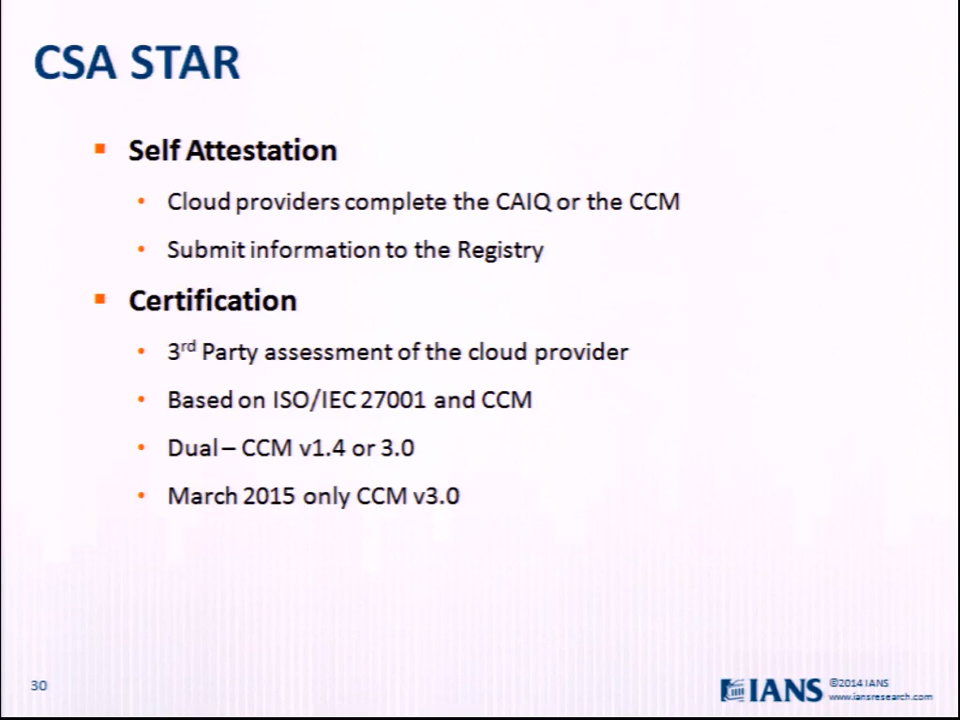 CSA STAR
Self Attestation
Cloud providers complete the CAIQ or the CCM
Submit information to the Registry
Certification
3rd Party assessment of the cloud provider
Based on ISO/IEC 27001 and CCM
Dual – CCM v1.4 or 3.0
March 2015 only CCM v3.0
30
IANS
©2014 IANS
www.iansresearch.com